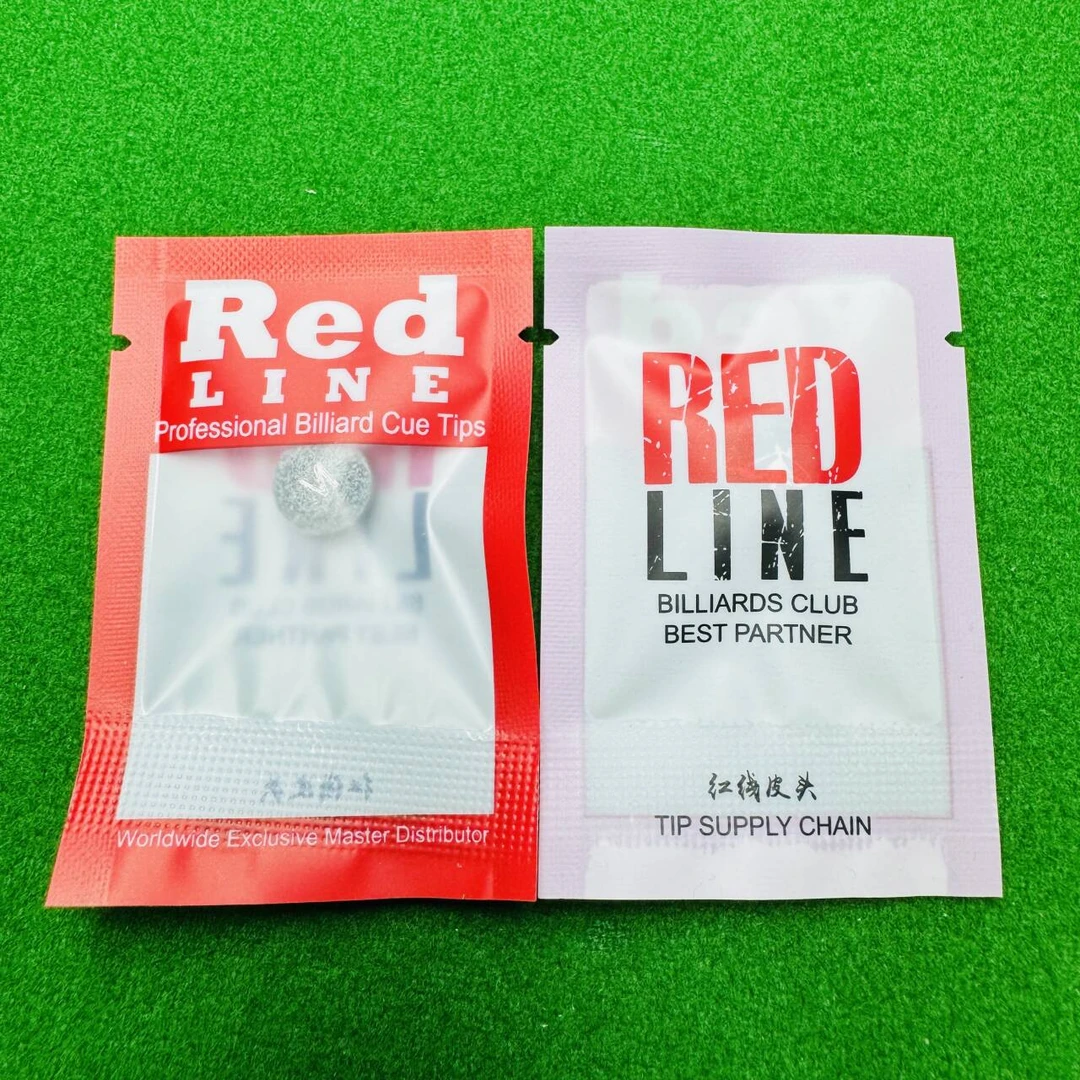 Red
LINE
Professional Billiard Cue Tips
Worldwide Exclusive Master Distributor
RED
LINE
BILLIARDS CLUB
BEST PARTNER
红线皮头
TIP SUPPLY CHAIN